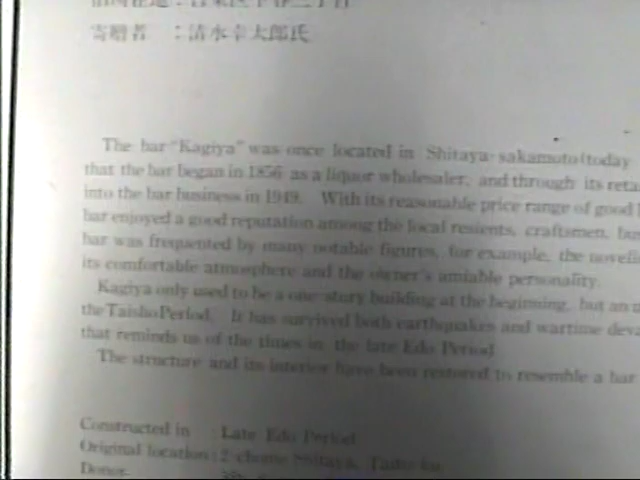 寄贈者 ：清水幸太郎氏
The bar "Kagiya" was once located in Shitaya-sakamoto (today
that the bar began in 1856 as a liquor wholesaler, and through its reta
into the bar business in 1949. With its reasonable price range of good
bar enjoyed a good reputation among the local resients, craftsmen, bu
bar was frequented by many notable figures, for example, the noveli
its comfortable atmosphere and the owner's amiable personality.
Kagiya only used to be a one-story building at the beginning, but an u
the Taisho Period. It has survived both earthquakes and wartime deva
that reminds us of the times in the late Edo Period
The structure and its interior have been restored to resemble a bar
Constructed in : Late Edo Period
Original location : 2-chome Shitaya, Taito-ku
Donor